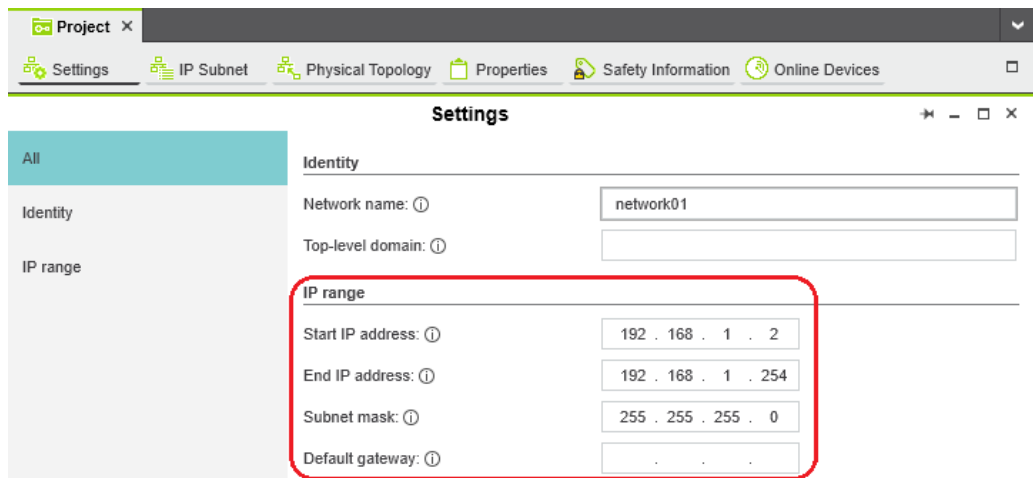 Project
Settings IP Subnet Physical Topology Properties Safety Information Online Devices
Settings
All
Identity
IP range
Identity
Network name: network01
Top-level domain:
IP range
Start IP address: 192 . 168 . 1 . 2
End IP address: 192 . 168 . 1 . 254
Subnet mask: 255 . 255 . 255 . 0
Default gateway: . . .